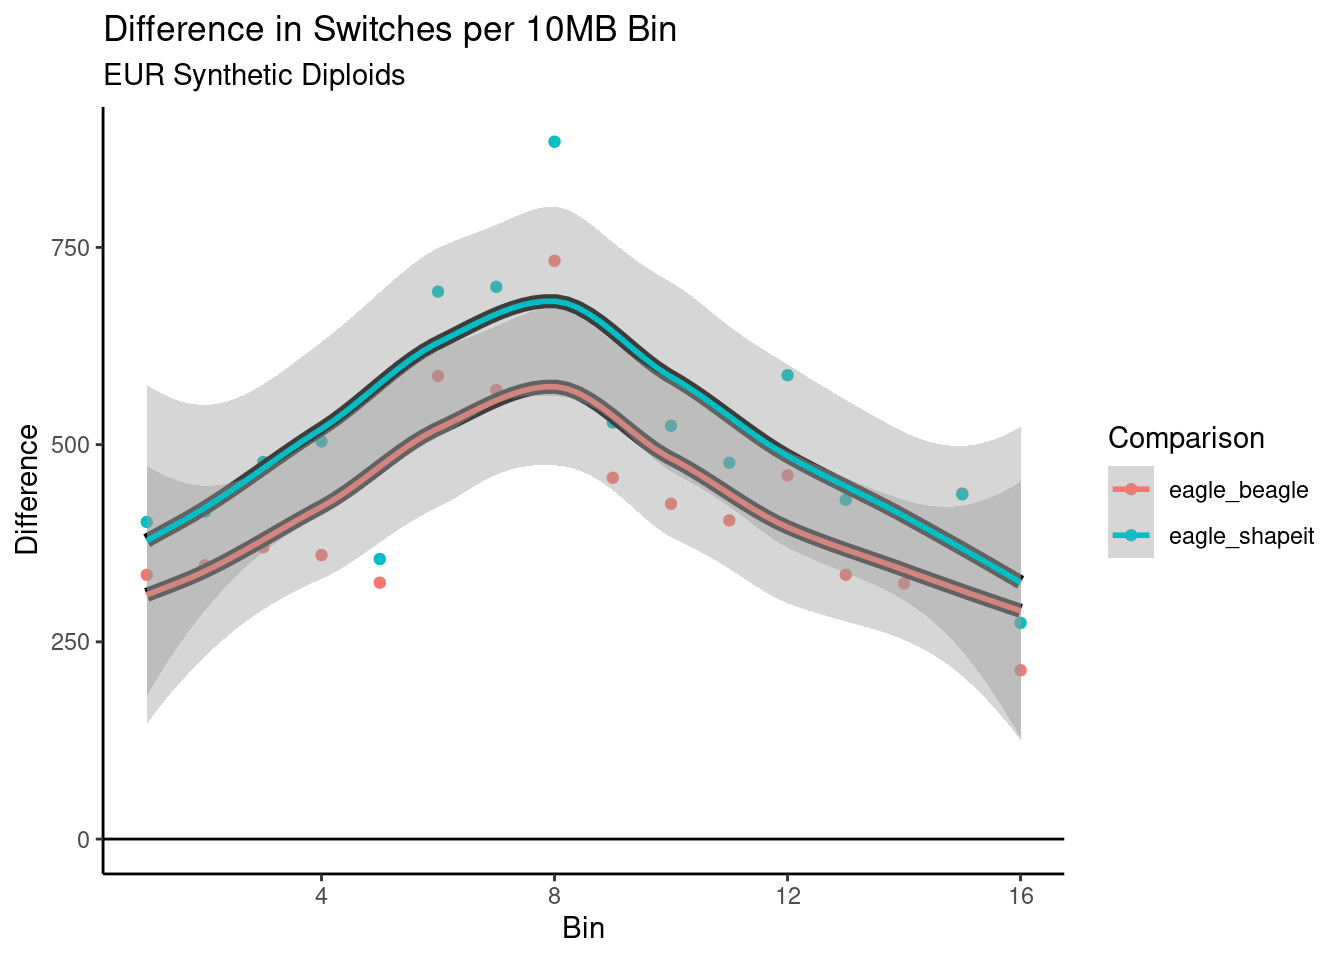 Difference in Switches per 10MB Bin
EUR Synthetic Diploids
Difference
750
500
250
0
4 8 12 16
Bin
Comparison
eagle_beagle
eagle_shapeit